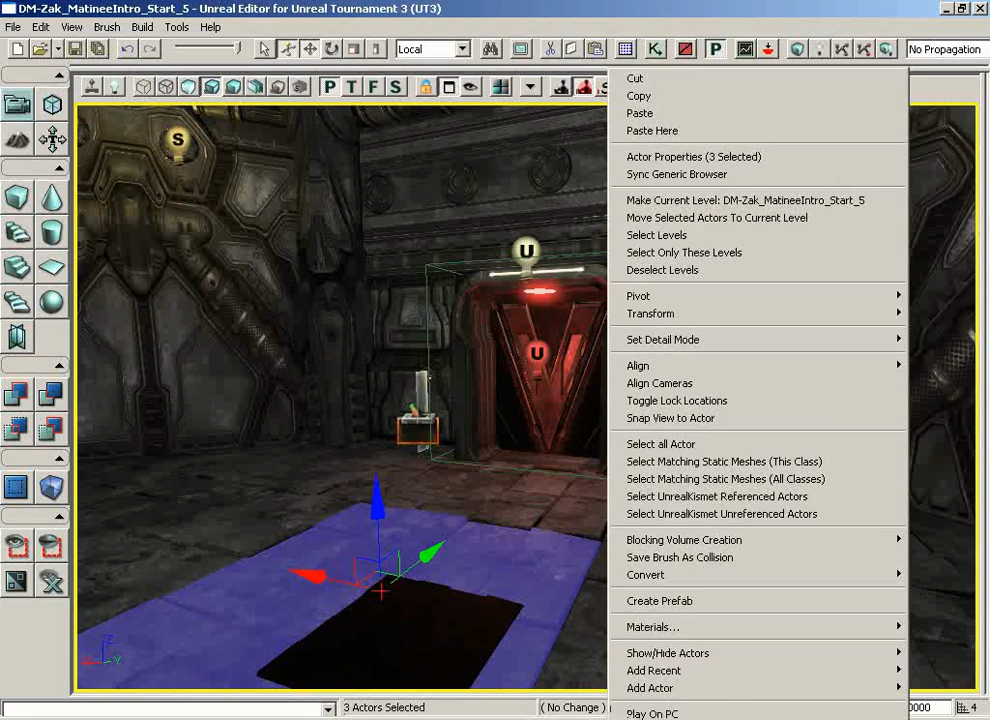 DM-Zak_MatineeIntro_Start_5 - Unreal Editor for Unreal Tournament 3 (UT3)
File Edit View Brush Build Tools Help
Local
K
P
No Propagation
P T F S
S
U
U
Z
Y
Cut
Copy
Paste
Paste Here
Actor Properties (3 Selected)
Sync Generic Browser
Make Current Level: DM-Zak_MatineeIntro_Start_5
Move Selected Actors To Current Level
Select Levels
Select Only These Levels
Deselect Levels
Pivot
Transform
Set Detail Mode
Align
Align Cameras
Toggle Lock Locations
Snap View to Actor
Select all Actor
Select Matching Static Meshes (This Class)
Select Matching Static Meshes (All Classes)
Select UnrealKismet Referenced Actors
Select UnrealKismet Unreferenced Actors
Blocking Volume Creation
Save Brush As Collision
Convert
Create Prefab
Materials...
Show/Hide Actors
Add Recent
Add Actor
Play On PC
3 Actors Selected
( No Change )
0000
4